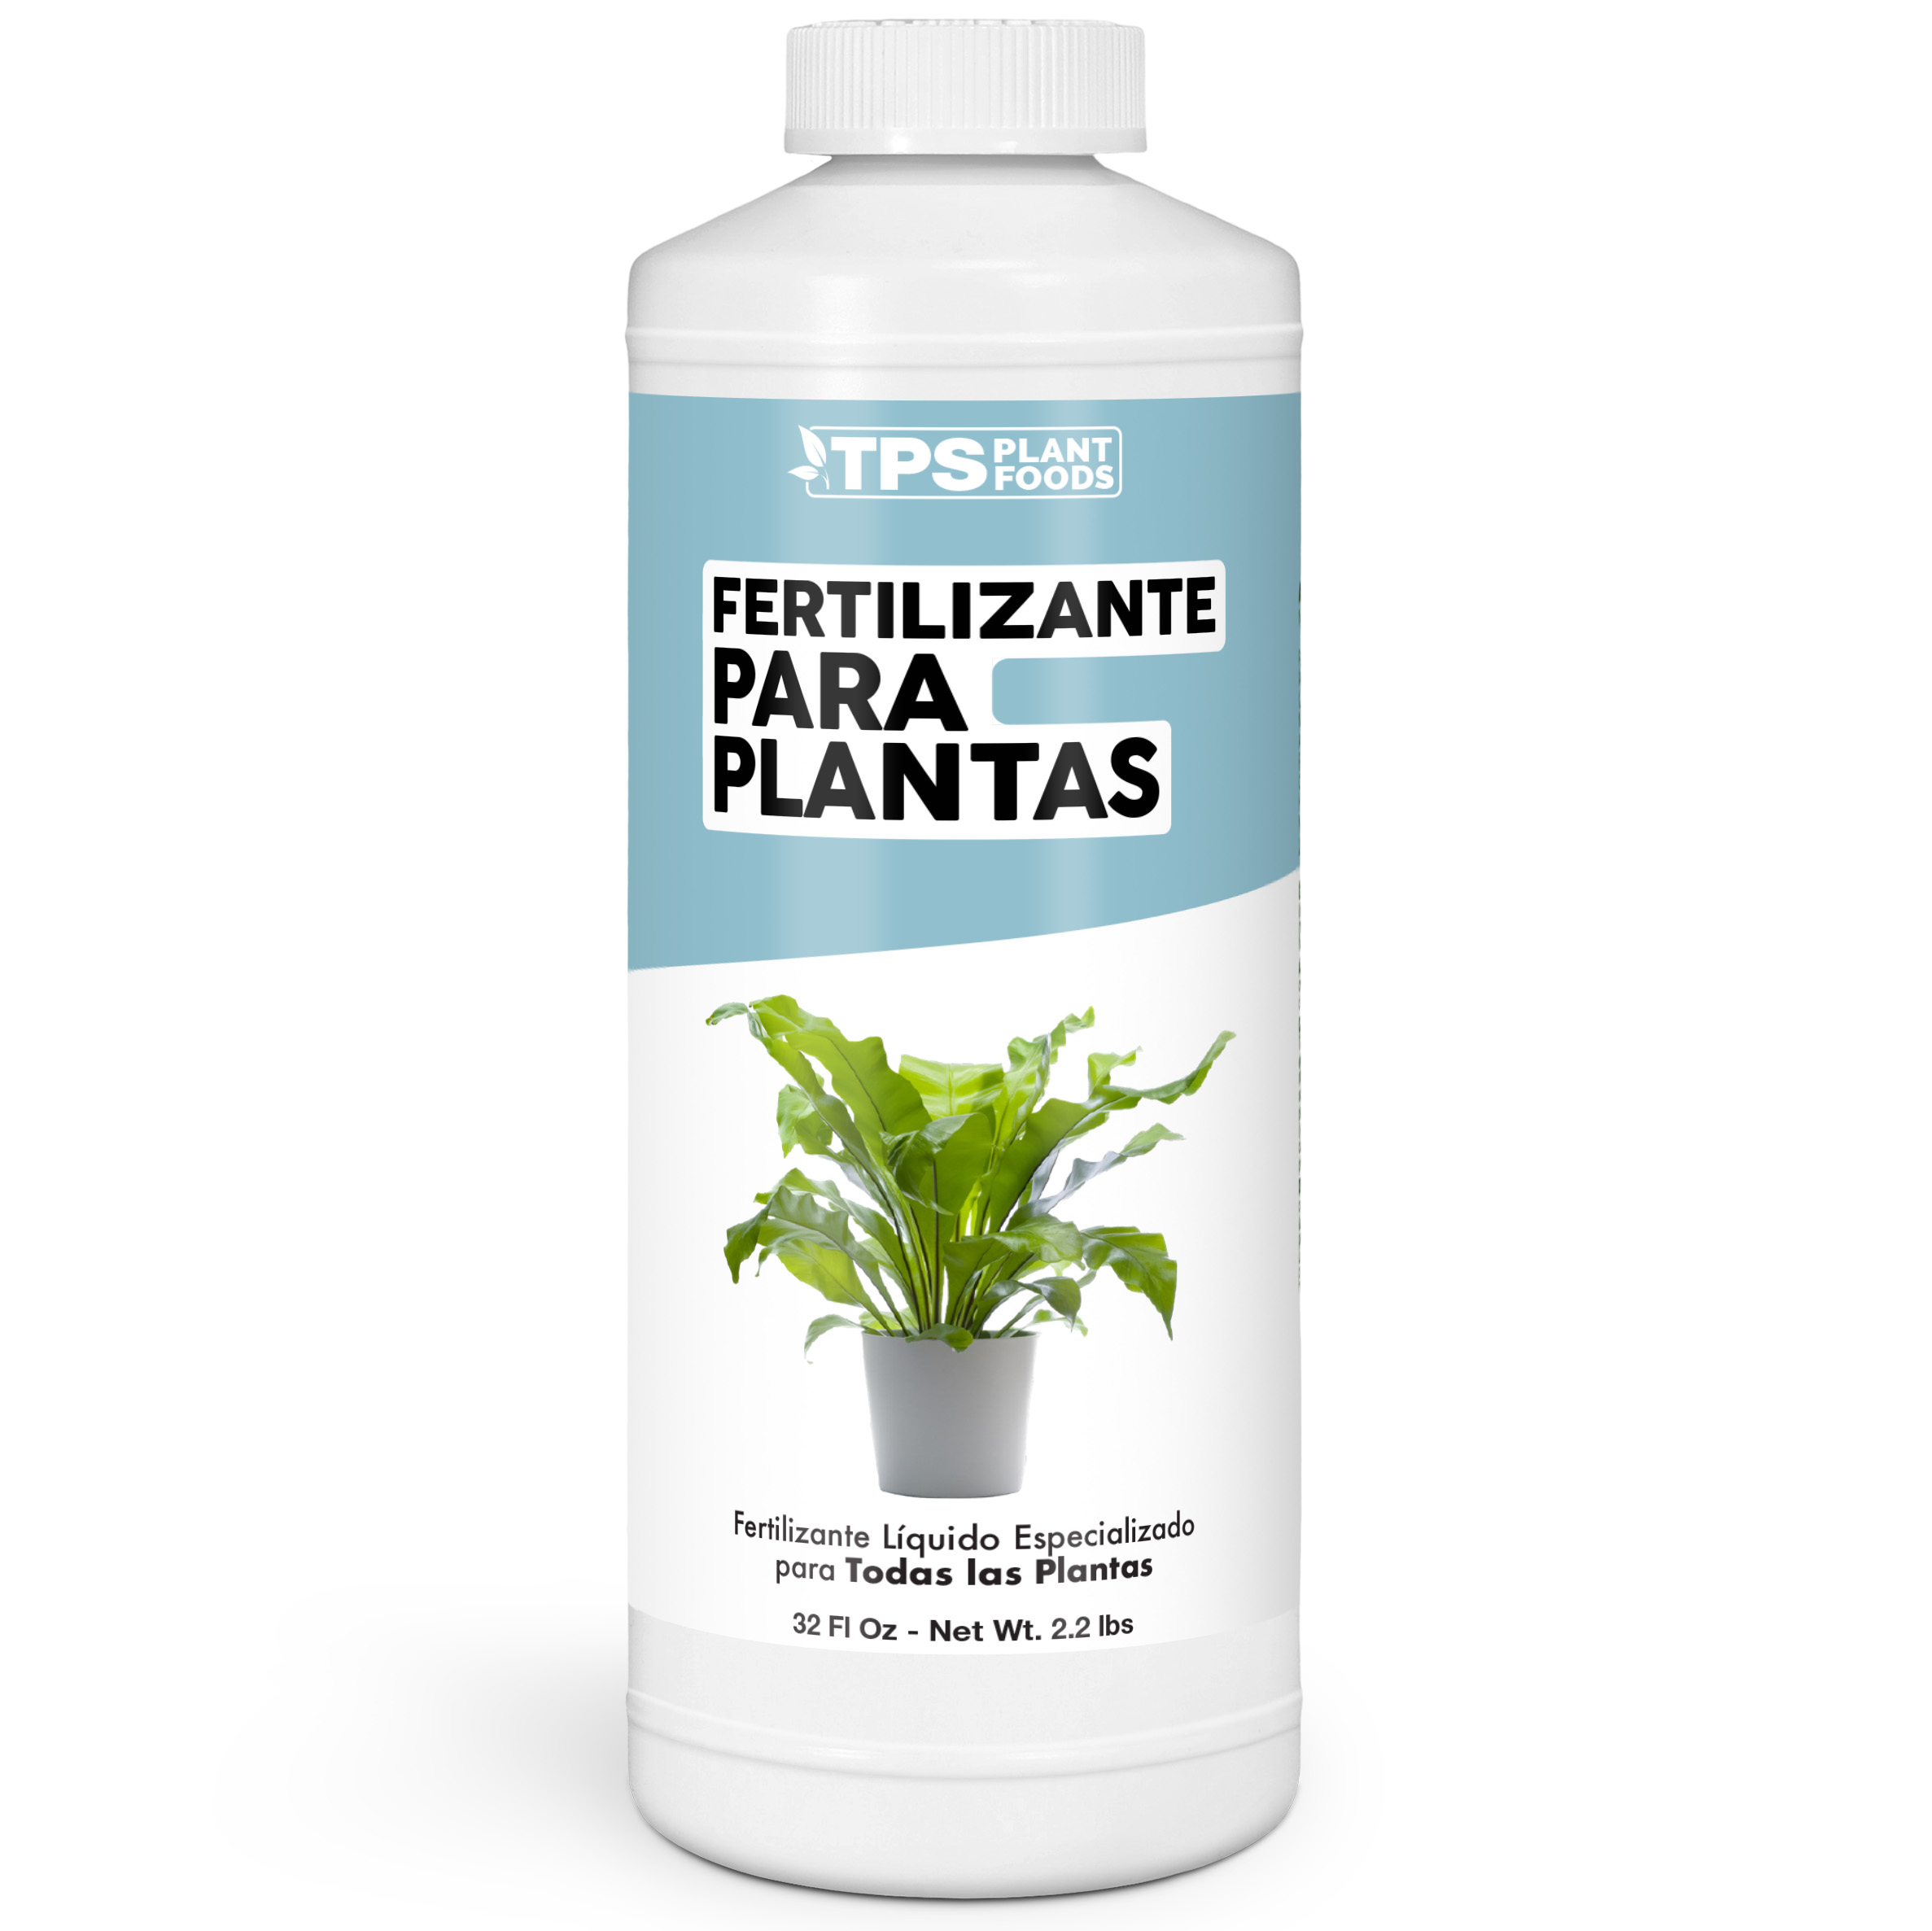 TPS PLANT FOODS
FERTILIZANTE
PARA
PLANTAS
Fertilizante Líquido Especializado
para Todas las Plantas
32 Fl Oz - Net Wt. 2.2 lbs